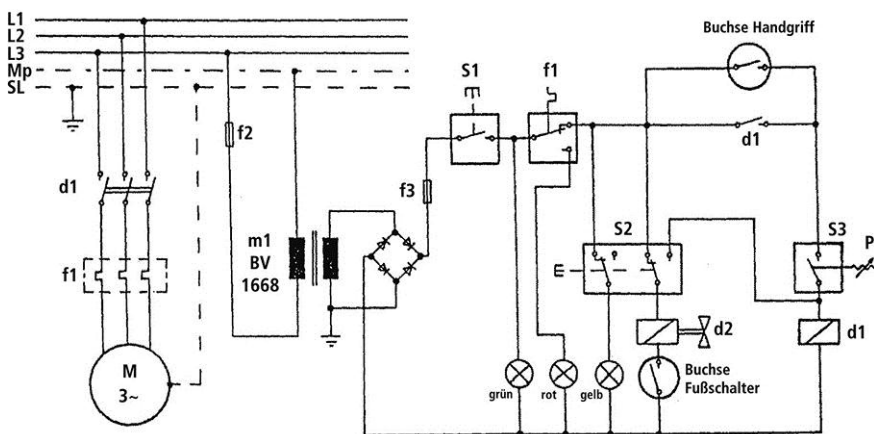 L1
L2
L3
Mp
SL
Buchse Handgriff
S1
f1
f2
d1
d1
f3
S2
S3
P
m1
BV
1668
f1
d2
d1
M
3~
Buchse
Fußschalter
grün
rot
gelb